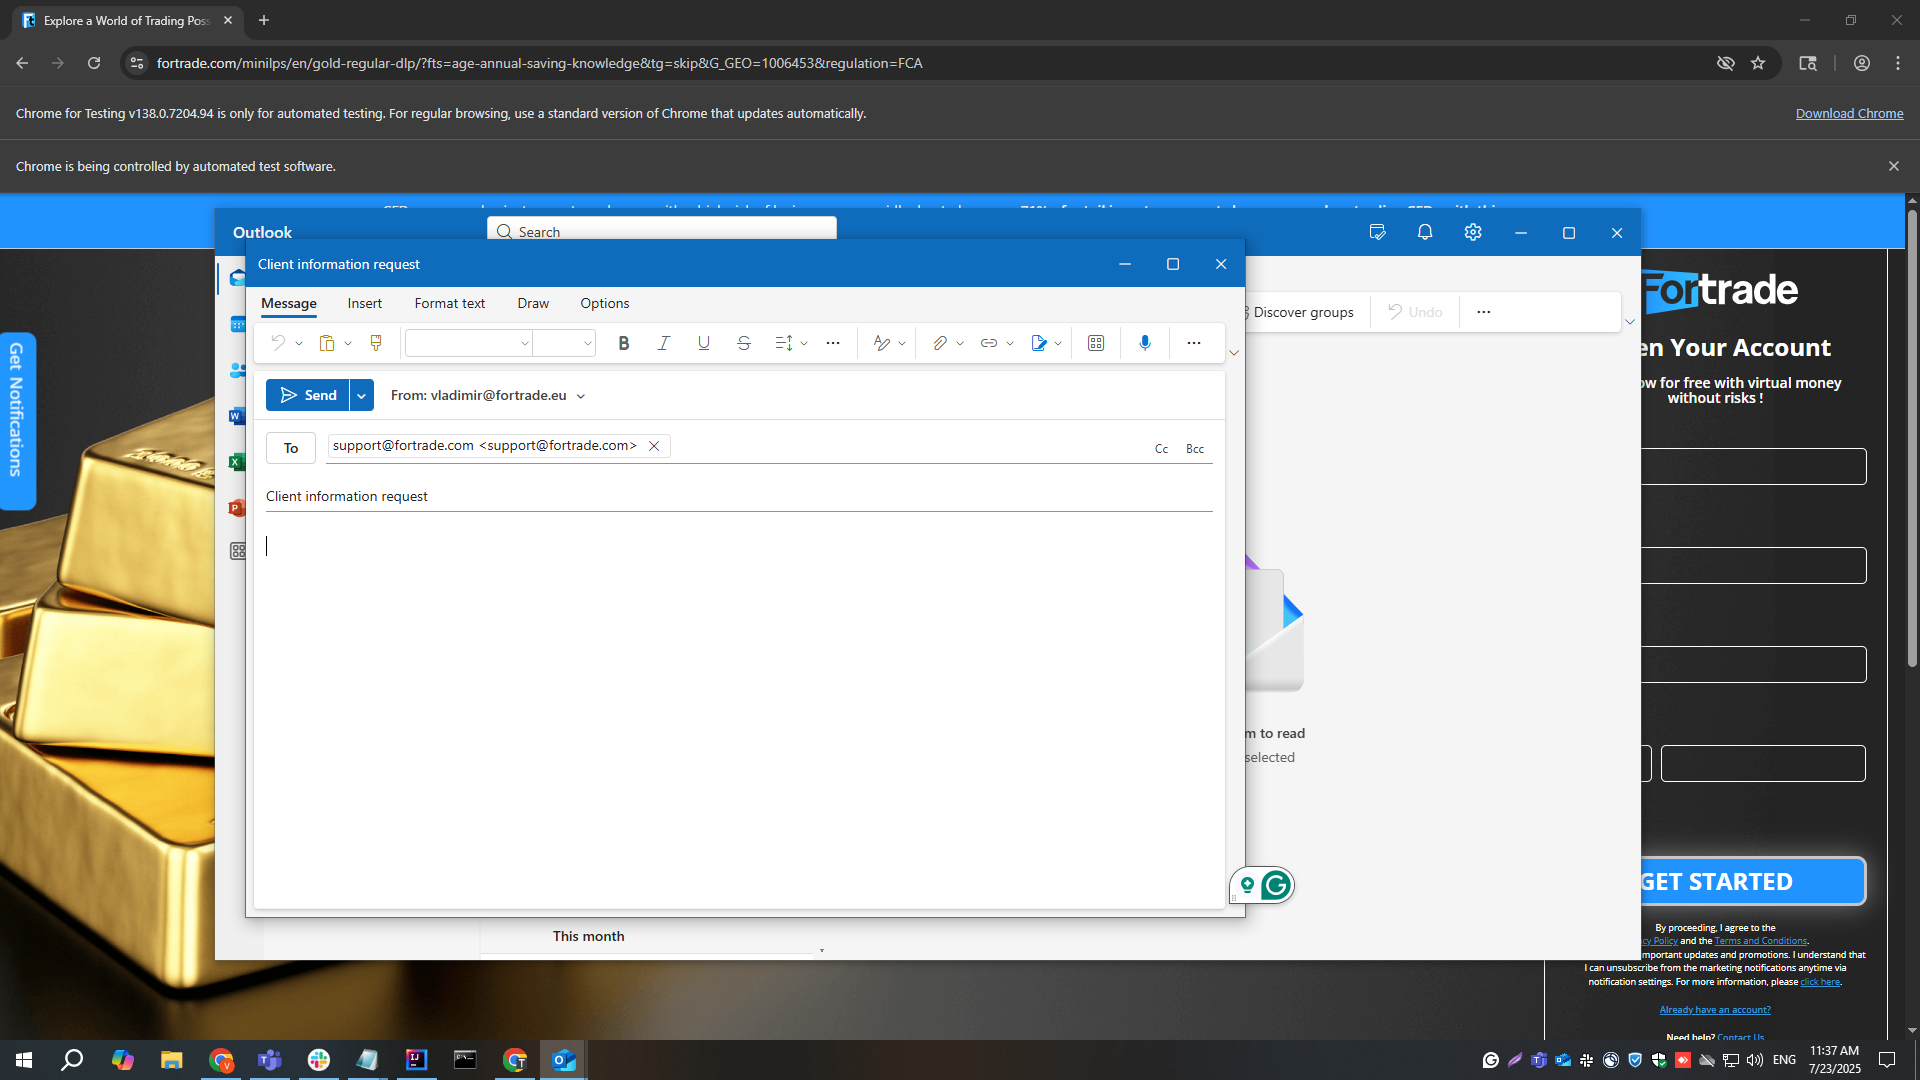 Explore a World of Trading Pos
fortrade.com/minilps/en/gold-regular-dlp/?fts=age-annual-saving-knowledge&tg=skip&G_GEO=1006453&regulation=FCA
Chrome for Testing v138.0.7204.94 is only for automated testing. For regular browsing, use a standard version of Chrome that updates automatically.
Download Chrome
Chrome is being controlled by automated test software.
Outlook
Search
Client information request
Message Insert Format text Draw Options
Discover groups Undo
Send From: vladimir@fortrade.eu
To support@fortrade.com <support@fortrade.com> Cc Bcc
Client information request
m to read
selected
This month
Get Notifications
Fortrade
en Your Account
ow for free with virtual money
without risks !
GET STARTED
By proceeding, I agree to the
cy Policy and the Terms and Conditions.
mportant updates and promotions. I understand that
I can unsubscribe from the marketing notifications anytime via
notification settings. For more information, please click here.
Already have an account?
Need help? Contact Us
ENG
11:37 AM
7/23/2025